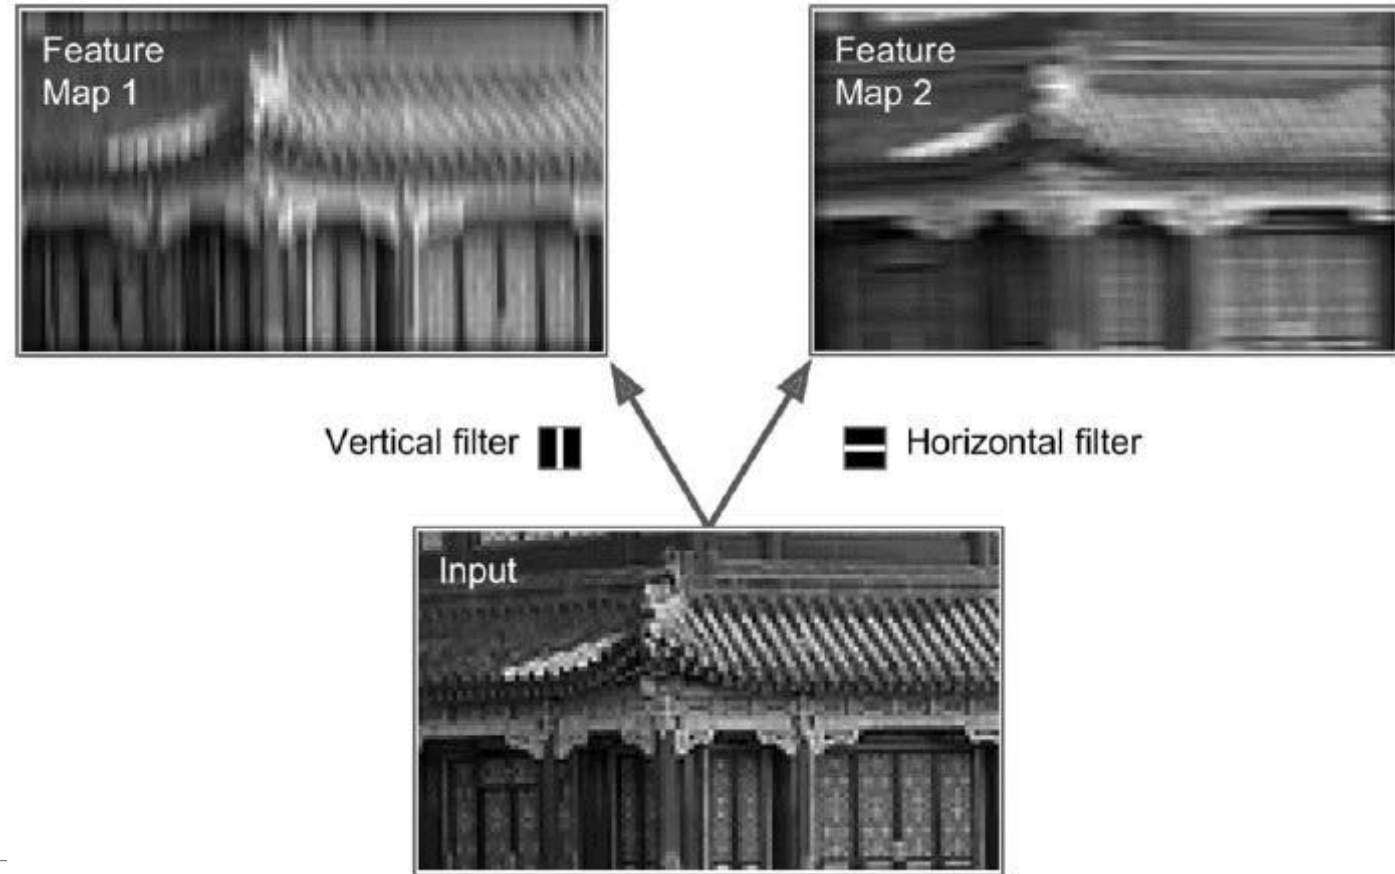 Feature
Map 1
Feature
Map 2
Vertical filter
Horizontal filter
Input